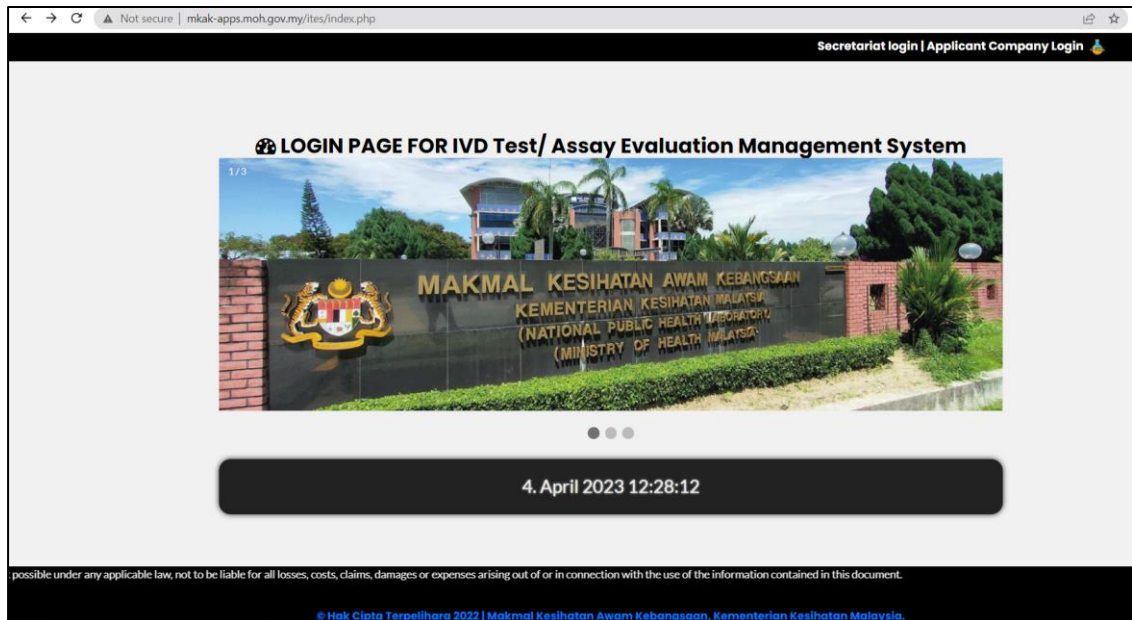 Not secure | mkak-apps.moh.gov.my/ites/index.php
Secretariat login | Applicant Company Login
LOGIN PAGE FOR IVD Test/ Assay Evaluation Management System
1/3
MAKMAL KESIHATAN AWAM KEBANGSAAN
KEMENTERIAN KESIHATAN MALAYSIA
(NATIONAL PUBLIC HEALTH LABORATORY)
(MINISTRY OF HEALTH MALAYSIA)
4. April 2023 12:28:12
possible under any applicable law, not to be liable for all losses, costs, claims, damages or expenses arising out of or in connection with the use of the information contained in this document.
© Hak Cipta Terpelihara 2022 | Makmal Kesihatan Awam Kebangsaan, Kementerian Kesihatan Malaysia.